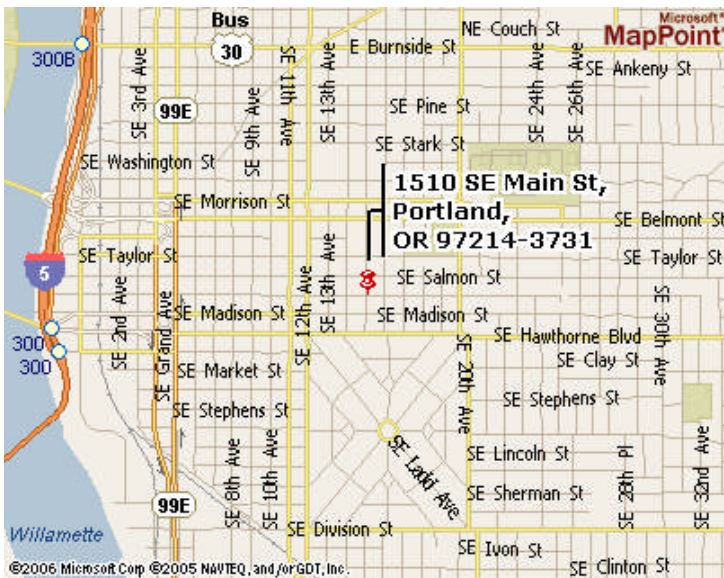 Microsoft
MapPoint
NE Couch St
Bus
30
E Burnside St
300B
SE Ankeny St
SE 3rd Ave
99E
SE 9th Ave
SE 11th Ave
SE 13th Ave
SE Pine St
SE 24th Ave
SE 26th Ave
SE Stark St
SE Washington St
1510 SE Main St,
Portland,
OR 97214-3731
SE Morrison St
SE Belmont St
SE Taylor St
SE Taylor St
5
SE Salmon St
SE 2nd Ave
SE Grand Ave
SE Madison St
SE 12th Ave
SE 13th Ave
SE Madison St
SE 30th Ave
300
300
SE Hawthorne Blvd
SE Clay St
SE Market St
SE 20th Ave
SE Stephens St
SE Stephens St
SE Ladd Ave
SE Lincoln St
SE 8th Ave
SE 10th Ave
SE 28th Pl
SE 32nd Ave
SE Sherman St
99E
Willamette
SE Division St
SE Ivon St
SE Clinton St
©2006 Microsoft Corp ©2005 NAVTEQ, and/or GDT, Inc.